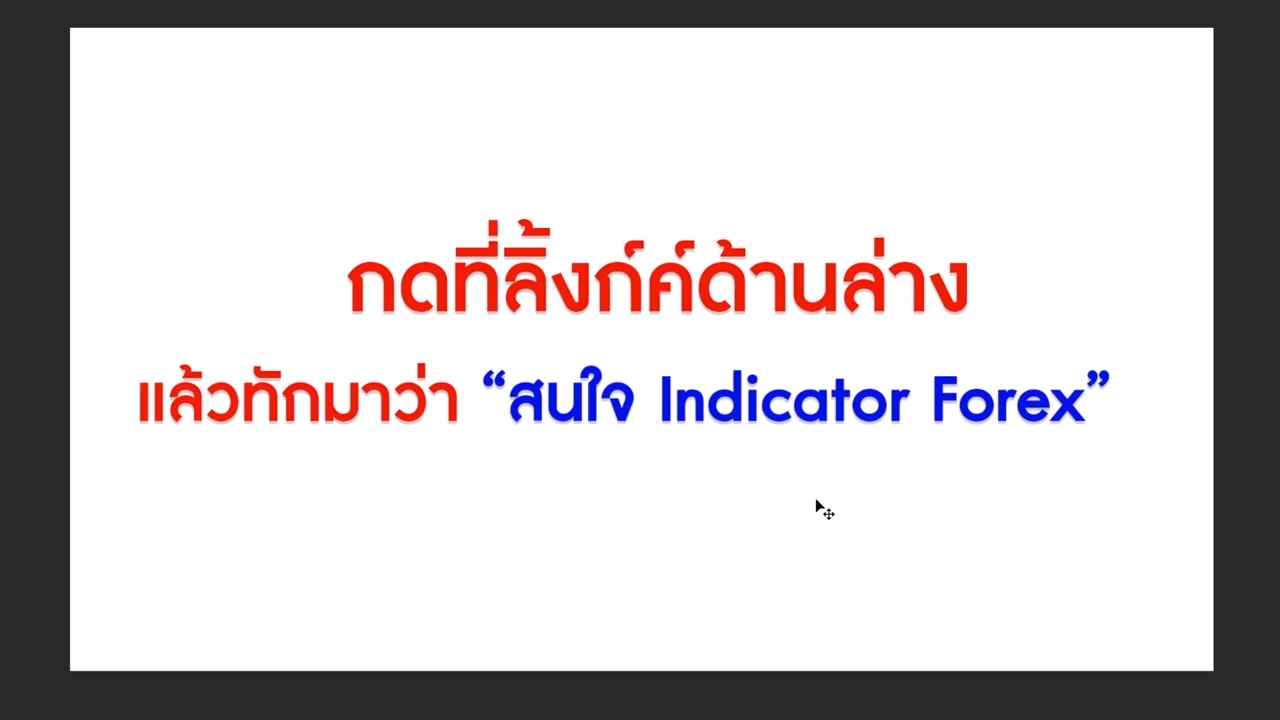 กดที่ลิ้งก์ค์ด้านล่าง
แล้วทักมาว่า “สนใจ Indicator Forex”